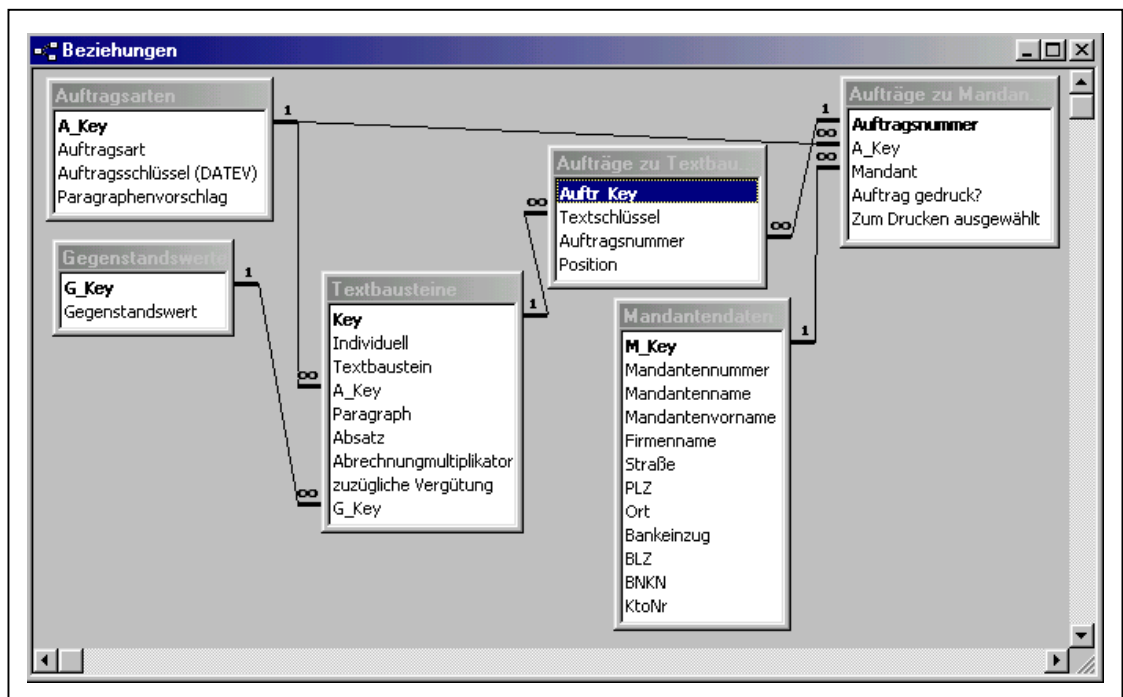 Beziehungen
Auftragsarten
A_Key
Auftragsart
Auftragsschlüssel (DATEV)
Paragraphenvorschlag
1
Gegenstandswerte
G_Key
Gegenstandswert
1
Textbausteine
Key
Individuell
Textbaustein
A_Key
Paragraph
Absatz
Abrechnungmultiplikator
zuzügliche Vergütung
G_Key
∞
∞
1
Aufträge zu Textbau...
Auftr_Key
Textschlüssel
Auftragsnummer
Position
∞
∞
Mandantendaten
M_Key
Mandantennummer
Mandantenname
Mandantenvorname
Firmenname
Straße
PLZ
Ort
Bankeinzug
BLZ
BNKN
KtoNr
1
Aufträge zu Mandan...
Auftragsnummer
A_Key
Mandant
Auftrag gedruck?
Zum Drucken ausgewählt
1
∞
∞